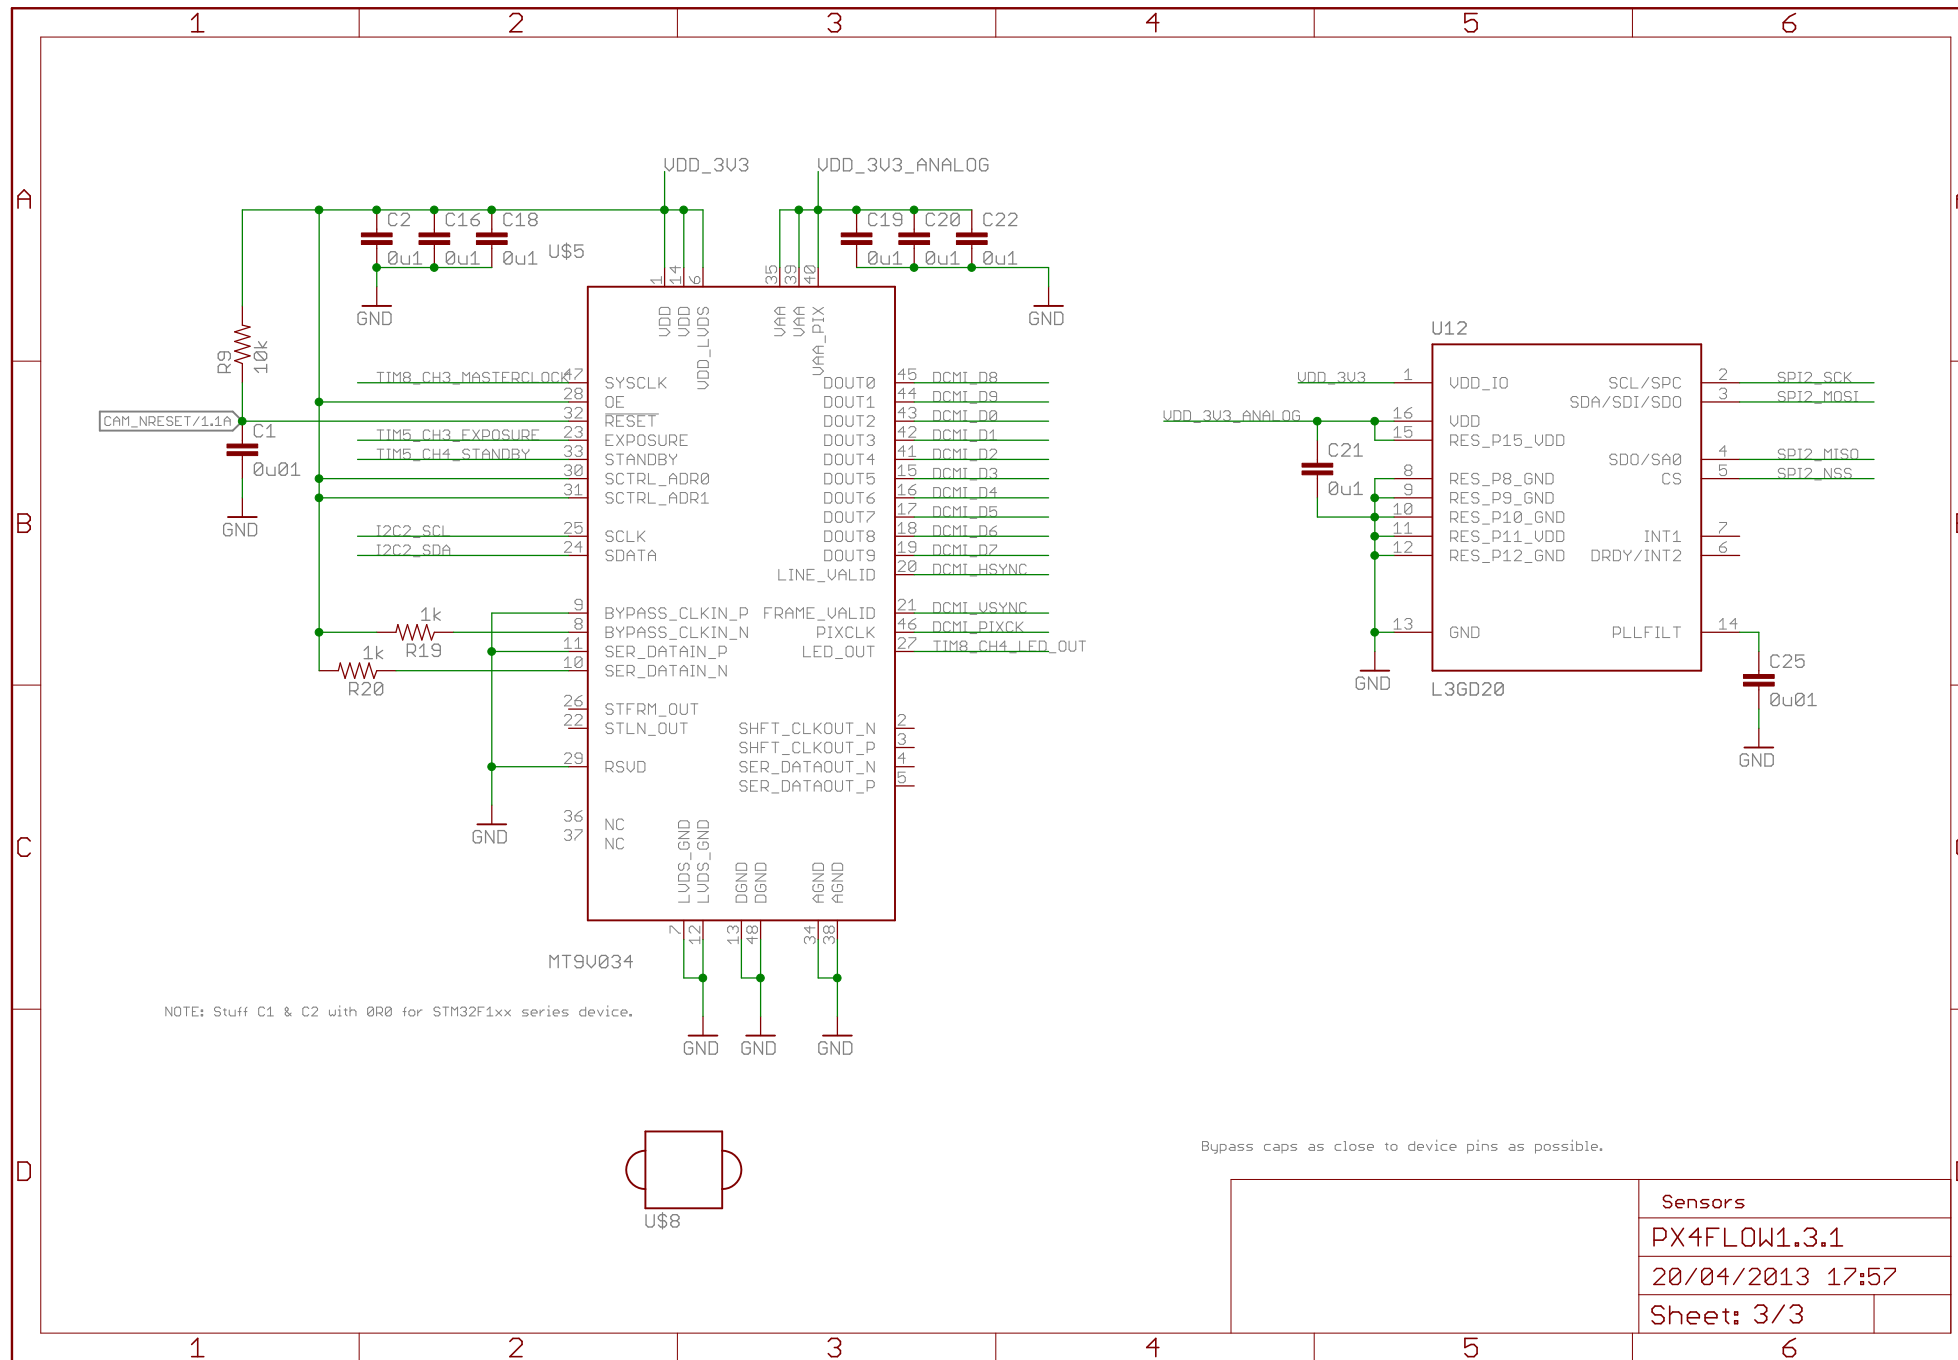 1 2 3 4 5 6
A
B
C
D
VDD_3V3
VDD_3V3_ANALOG
C2 C16 C18
0u1 0u1 0u1
U$5
C19 C20 C22
0u1 0u1 0u1
GND
GND
R9 10k
CAM_NRESET/1.1A
C1
0u01
GND
1 14 6
VDD VDD VDD_LVDS
35 39 40
VAA VAA VAA_PIX
TIM8_CH3_MASTERCLOCK 47 SYSCLK
28 OE
32 RESET
TIM5_CH3_EXPOSURE 23 EXPOSURE
TIM5_CH4_STANDBY 33 STANDBY
30 SCTRL_ADR0
31 SCTRL_ADR1
I2C2_SCL 25 SCLK
I2C2_SDA 24 SDATA
9 BYPASS_CLKIN_P
1k R19 8 BYPASS_CLKIN_N
11 SER_DATAIN_P
1k R20 10 SER_DATAIN_N
26 STFRM_OUT
22 STLN_OUT
29 RSVD
GND
36 NC
37 NC
DOUT0 45 DCMI_D8
DOUT1 44 DCMI_D9
DOUT2 43 DCMI_D0
DOUT3 42 DCMI_D1
DOUT4 41 DCMI_D2
DOUT5 15 DCMI_D3
DOUT6 16 DCMI_D4
DOUT7 17 DCMI_D5
DOUT8 18 DCMI_D6
DOUT9 19 DCMI_D7
LINE_VALID 20 DCMI_HSYNC
FRAME_VALID 21 DCMI_VSYNC
PIXCLK 46 DCMI_PIXCK
LED_OUT 27 TIM8_CH4_LED_OUT
SHFT_CLKOUT_N 2
SHFT_CLKOUT_P 3
SER_DATAOUT_N 4
SER_DATAOUT_P 5
LVDS_GND LVDS_GND DGND DGND AGND AGND
7 12 13 48 34 38
MT9V034
GND GND GND
NOTE: Stuff C1 & C2 with 0R0 for STM32F1xx series device.
U$8
U12
VDD_3V3 1 VDD_IO
VDD_3V3_ANALOG 16 VDD
15 RES_P15_VDD
C21
0u1
8 RES_P8_GND
9 RES_P9_GND
10 RES_P10_GND
11 RES_P11_VDD
12 RES_P12_GND
13 GND
GND
SCL/SPC 2 SPI2_SCK
SDA/SDI/SDO 3 SPI2_MOSI
SDO/SA0 4 SPI2_MISO
CS 5 SPI2_NSS
INT1 7
DRDY/INT2 6
PLLFILT 14
L3GD20
C25
0u01
GND
Bypass caps as close to device pins as possible.
Sensors
PX4FLOW1.3.1
20/04/2013 17:57
Sheet: 3/3
1 2 3 4 5 6